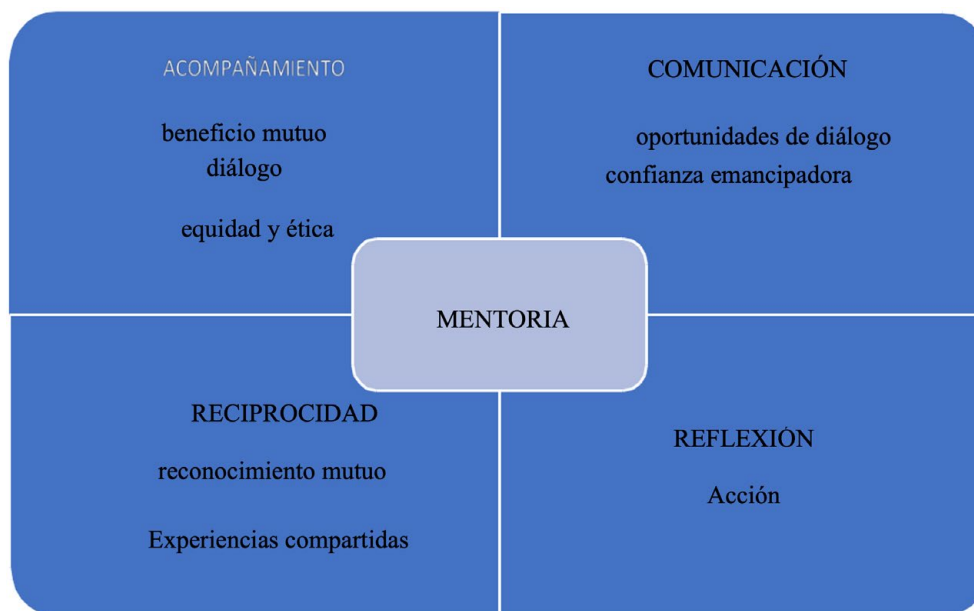 ACOMPAÑAMIENTO
beneficio mutuo
diálogo
equidad y ética
COMUNICACIÓN
oportunidades de diálogo
confianza emancipadora
MENTORIA
RECIPROCIDAD
reconocimiento mutuo
Experiencias compartidas
REFLEXIÓN
Acción